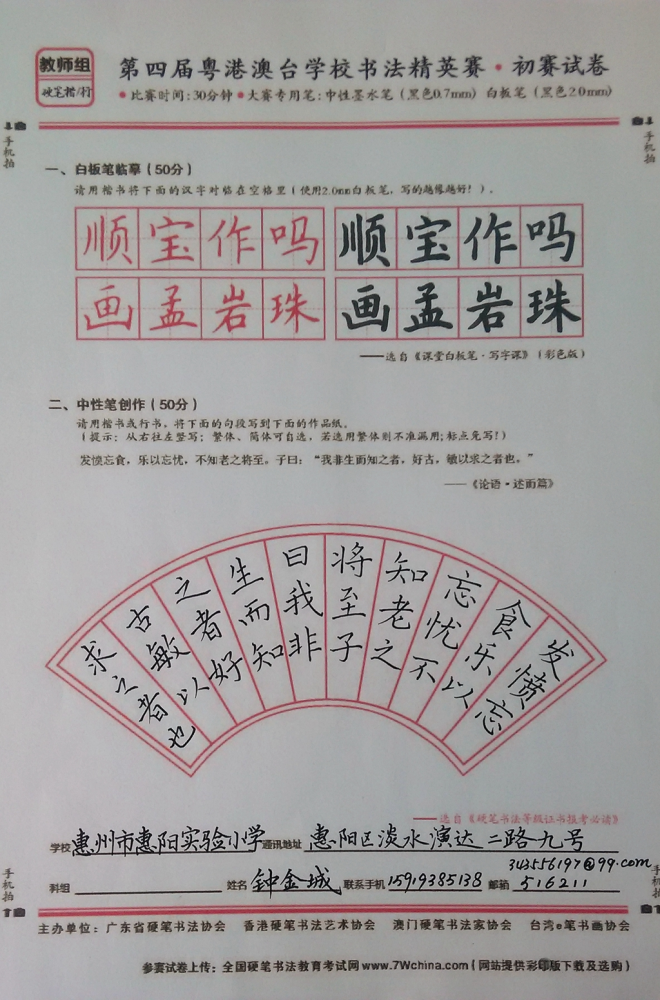 教师组
硬笔楷/行
第四届粤港澳台学校书法精英赛·初赛试卷
•比赛时间:30分钟•大赛专用笔:中性墨水笔(黑色0.7mm) 白板笔(黑色2.0mm)
手机拍
手机拍
一、白板笔临摹(50分)
请用楷书将下面的汉字对临在空格里(使用2.0mm白板笔,写的越像越好!)。
顺宝作吗 顺宝作吗
画孟岩珠 画孟岩珠
——选自《课堂白板笔·写字课》(彩色版)
二、中性笔创作(50分)
请用楷书或行书,将下面的句段写到下面的作品纸。
(提示:从右往左竖写;繁体、简体可自选,若选用繁体则不准漏用;标点免写!)
发愤忘食,乐以忘忧,不知老之将至。子曰:“我非生而知之者,好古,敏以求之者也。”
——《论语·述而篇》
发愤忘
食乐以
忘忧不
知老之
将至子
曰我非
生而知
之者好
古敏以
求之者也
——选自《硬笔书法等级证书报考必读》
学校 惠州市惠阳实验小学 通讯地址 惠阳区淡水演达二路九号
343556197@99.com
科组 姓名 钟金城 联系手机 15919385138 邮箱 516211
手机拍
手机拍
主办单位:广东省硬笔书法协会 香港硬笔书法艺术协会 澳门硬笔书法家协会 台湾e笔书画协会
参赛试卷上传:全国硬笔书法教育考试网www.7Wchina.com(网站提供彩印版下载及选购)